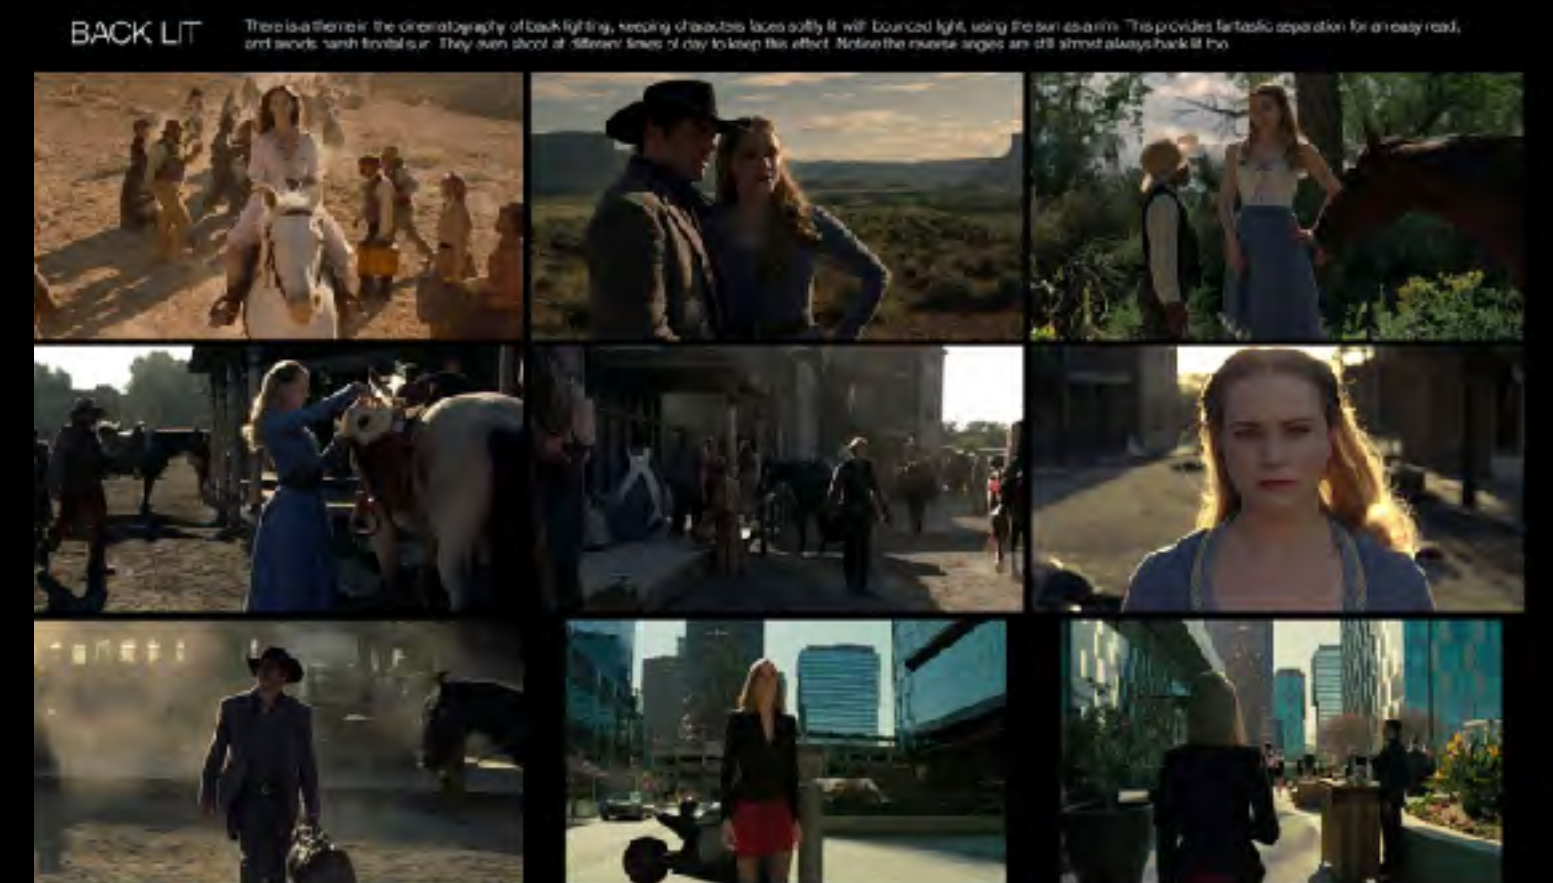 BACK LIT
There is a theme in the cinematography of back lighting, keeping characters faces softly lit with bounced light, using the sun as a rim. This provides fantastic separation for an easy read,
and avoids harsh frontal sun. They even shoot at different times of day to keep this effect. Notice the reverse angles are still almost always back lit too.